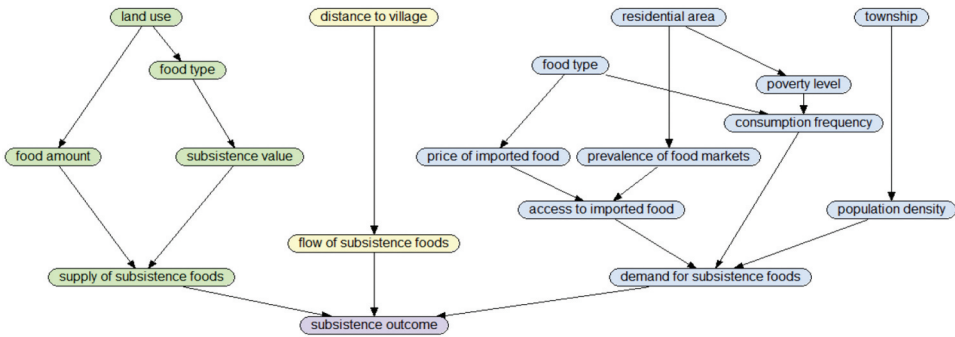 land use
distance to village
residential area
township
food type
food type
poverty level
consumption frequency
food amount
subsistence value
price of imported food
prevalence of food markets
access to imported food
population density
flow of subsistence foods
supply of subsistence foods
demand for subsistence foods
subsistence outcome